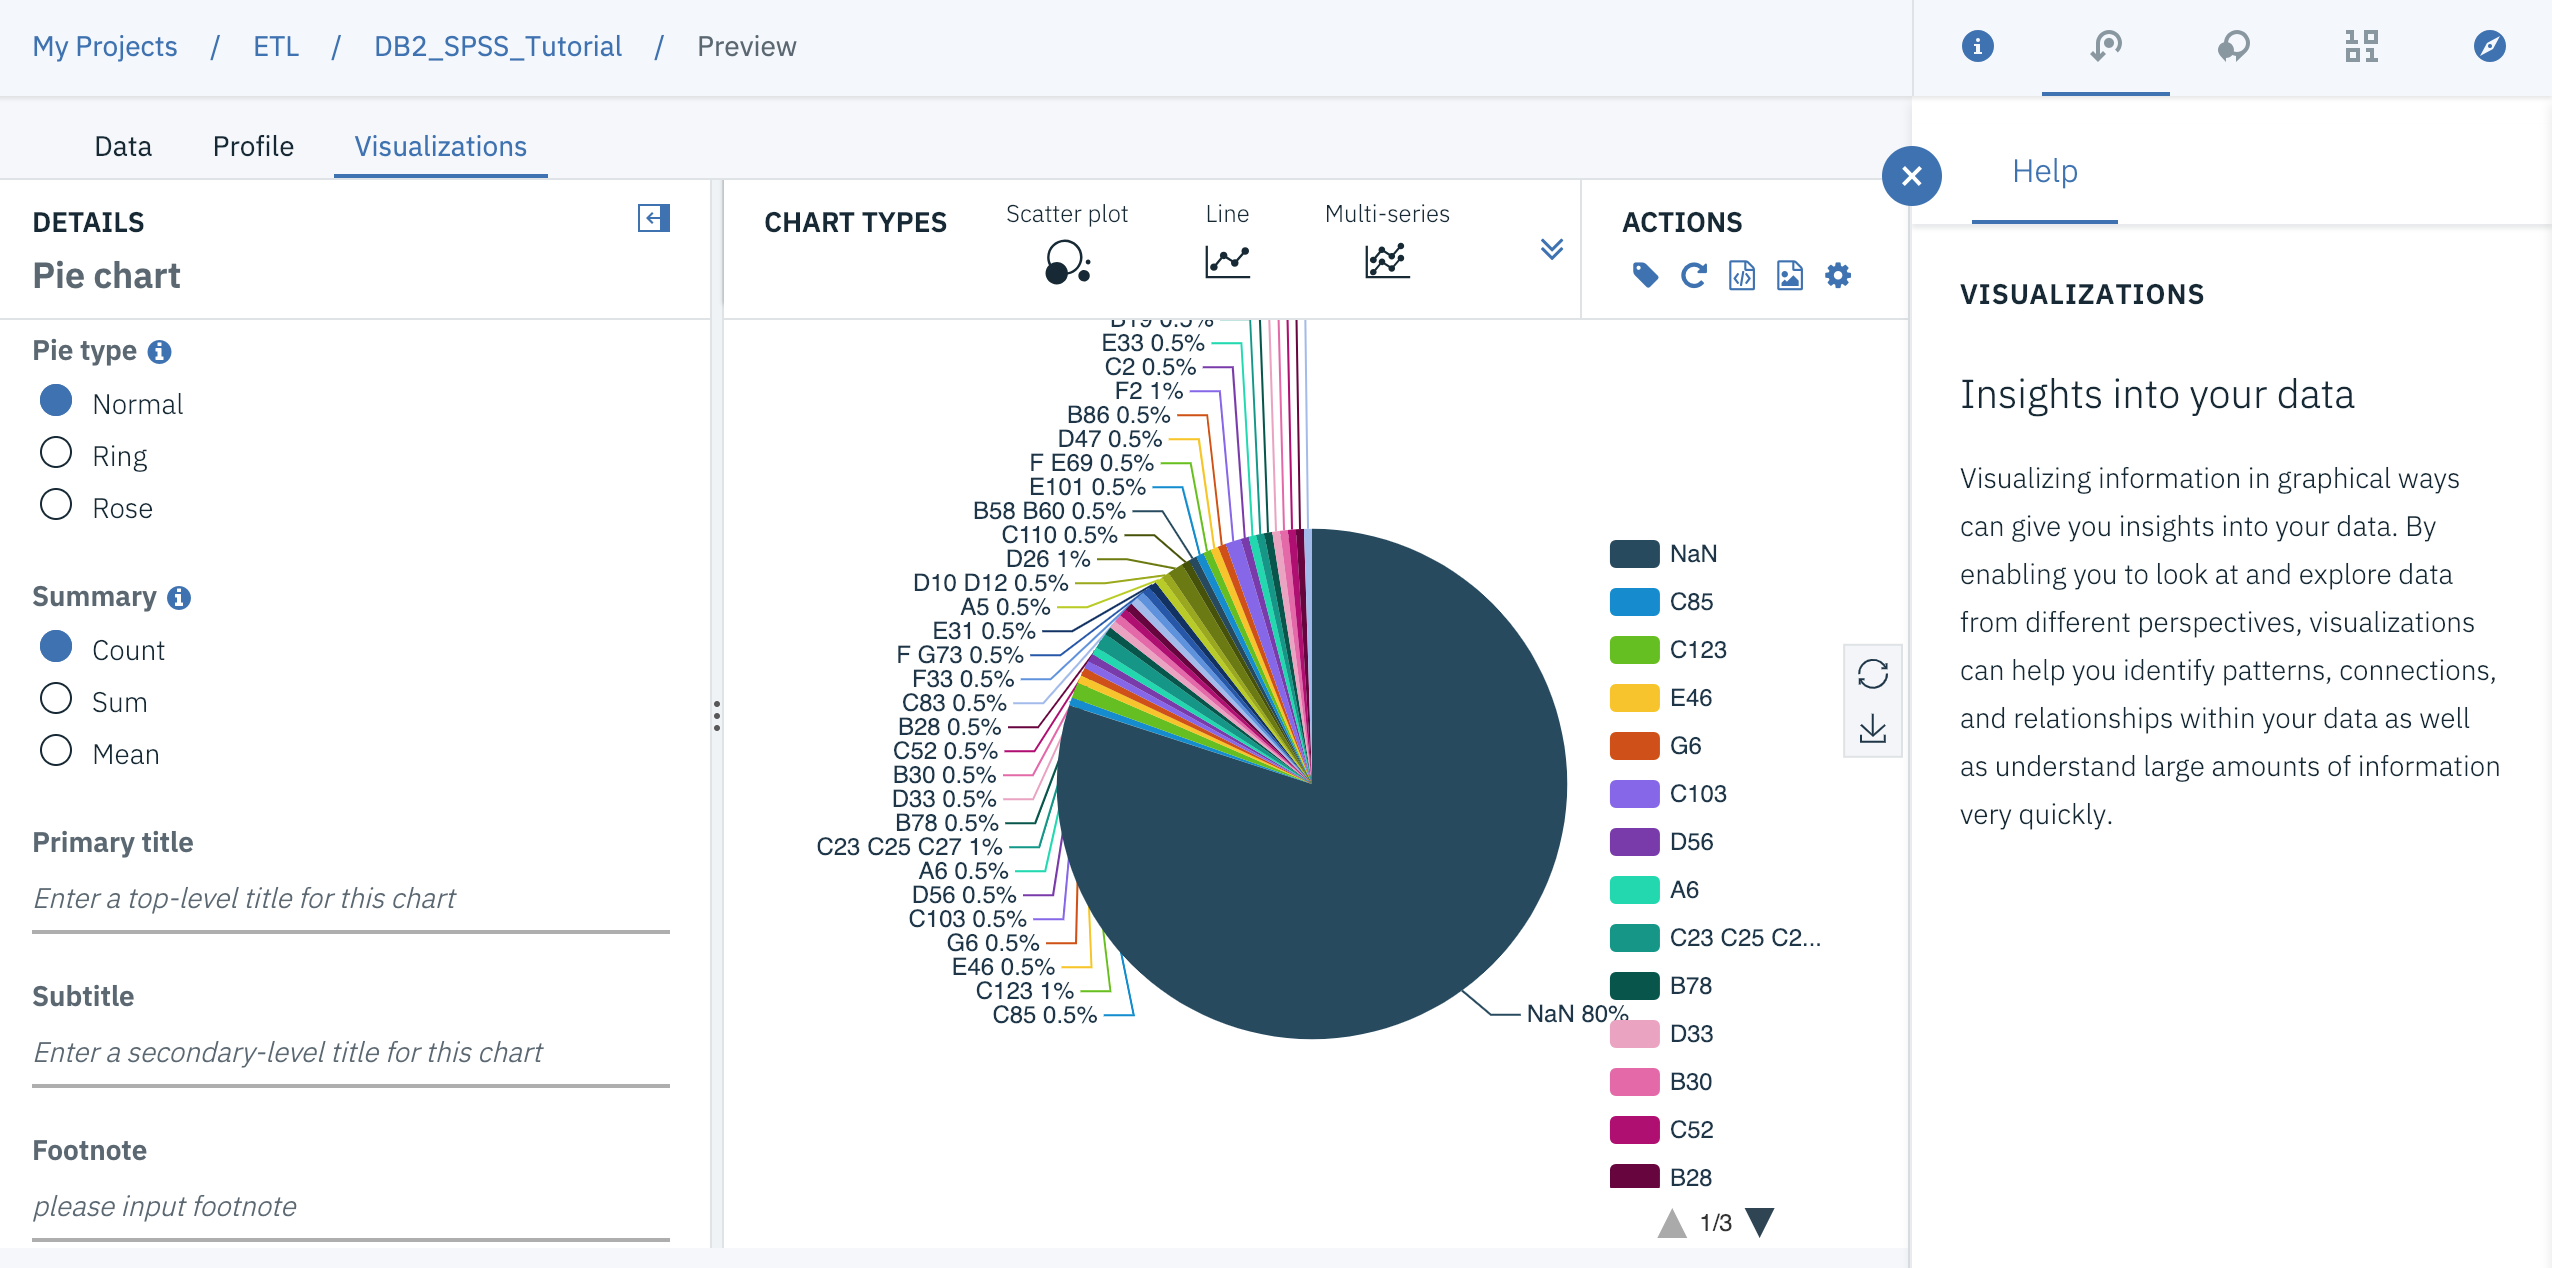 My Projects / ETL / DB2_SPSS_Tutorial / Preview
Data Profile Visualizations
DETAILS
Pie chart
Pie type
Normal
Ring
Rose
Summary
Count
Sum
Mean
Primary title
Enter a top-level title for this chart
Subtitle
Enter a secondary-level title for this chart
Footnote
please input footnote
CHART TYPES
Scatter plot
Line
Multi-series
ACTIONS
B19 0.5%
E33 0.5%
C2 0.5%
F2 1%
B86 0.5%
D47 0.5%
F E69 0.5%
E101 0.5%
B58 B60 0.5%
C110 0.5%
D26 1%
D10 D12 0.5%
A5 0.5%
E31 0.5%
F G73 0.5%
F33 0.5%
C83 0.5%
B28 0.5%
C52 0.5%
B30 0.5%
D33 0.5%
B78 0.5%
C23 C25 C27 1%
A6 0.5%
D56 0.5%
C103 0.5%
G6 0.5%
E46 0.5%
C123 1%
C85 0.5%
NaN 80%
NaN
C85
C123
E46
G6
C103
D56
A6
C23 C25 C2...
B78
D33
B30
C52
B28
1/3
Help
VISUALIZATIONS
Insights into your data
Visualizing information in graphical ways
can give you insights into your data. By
enabling you to look at and explore data
from different perspectives, visualizations
can help you identify patterns, connections,
and relationships within your data as well
as understand large amounts of information
very quickly.